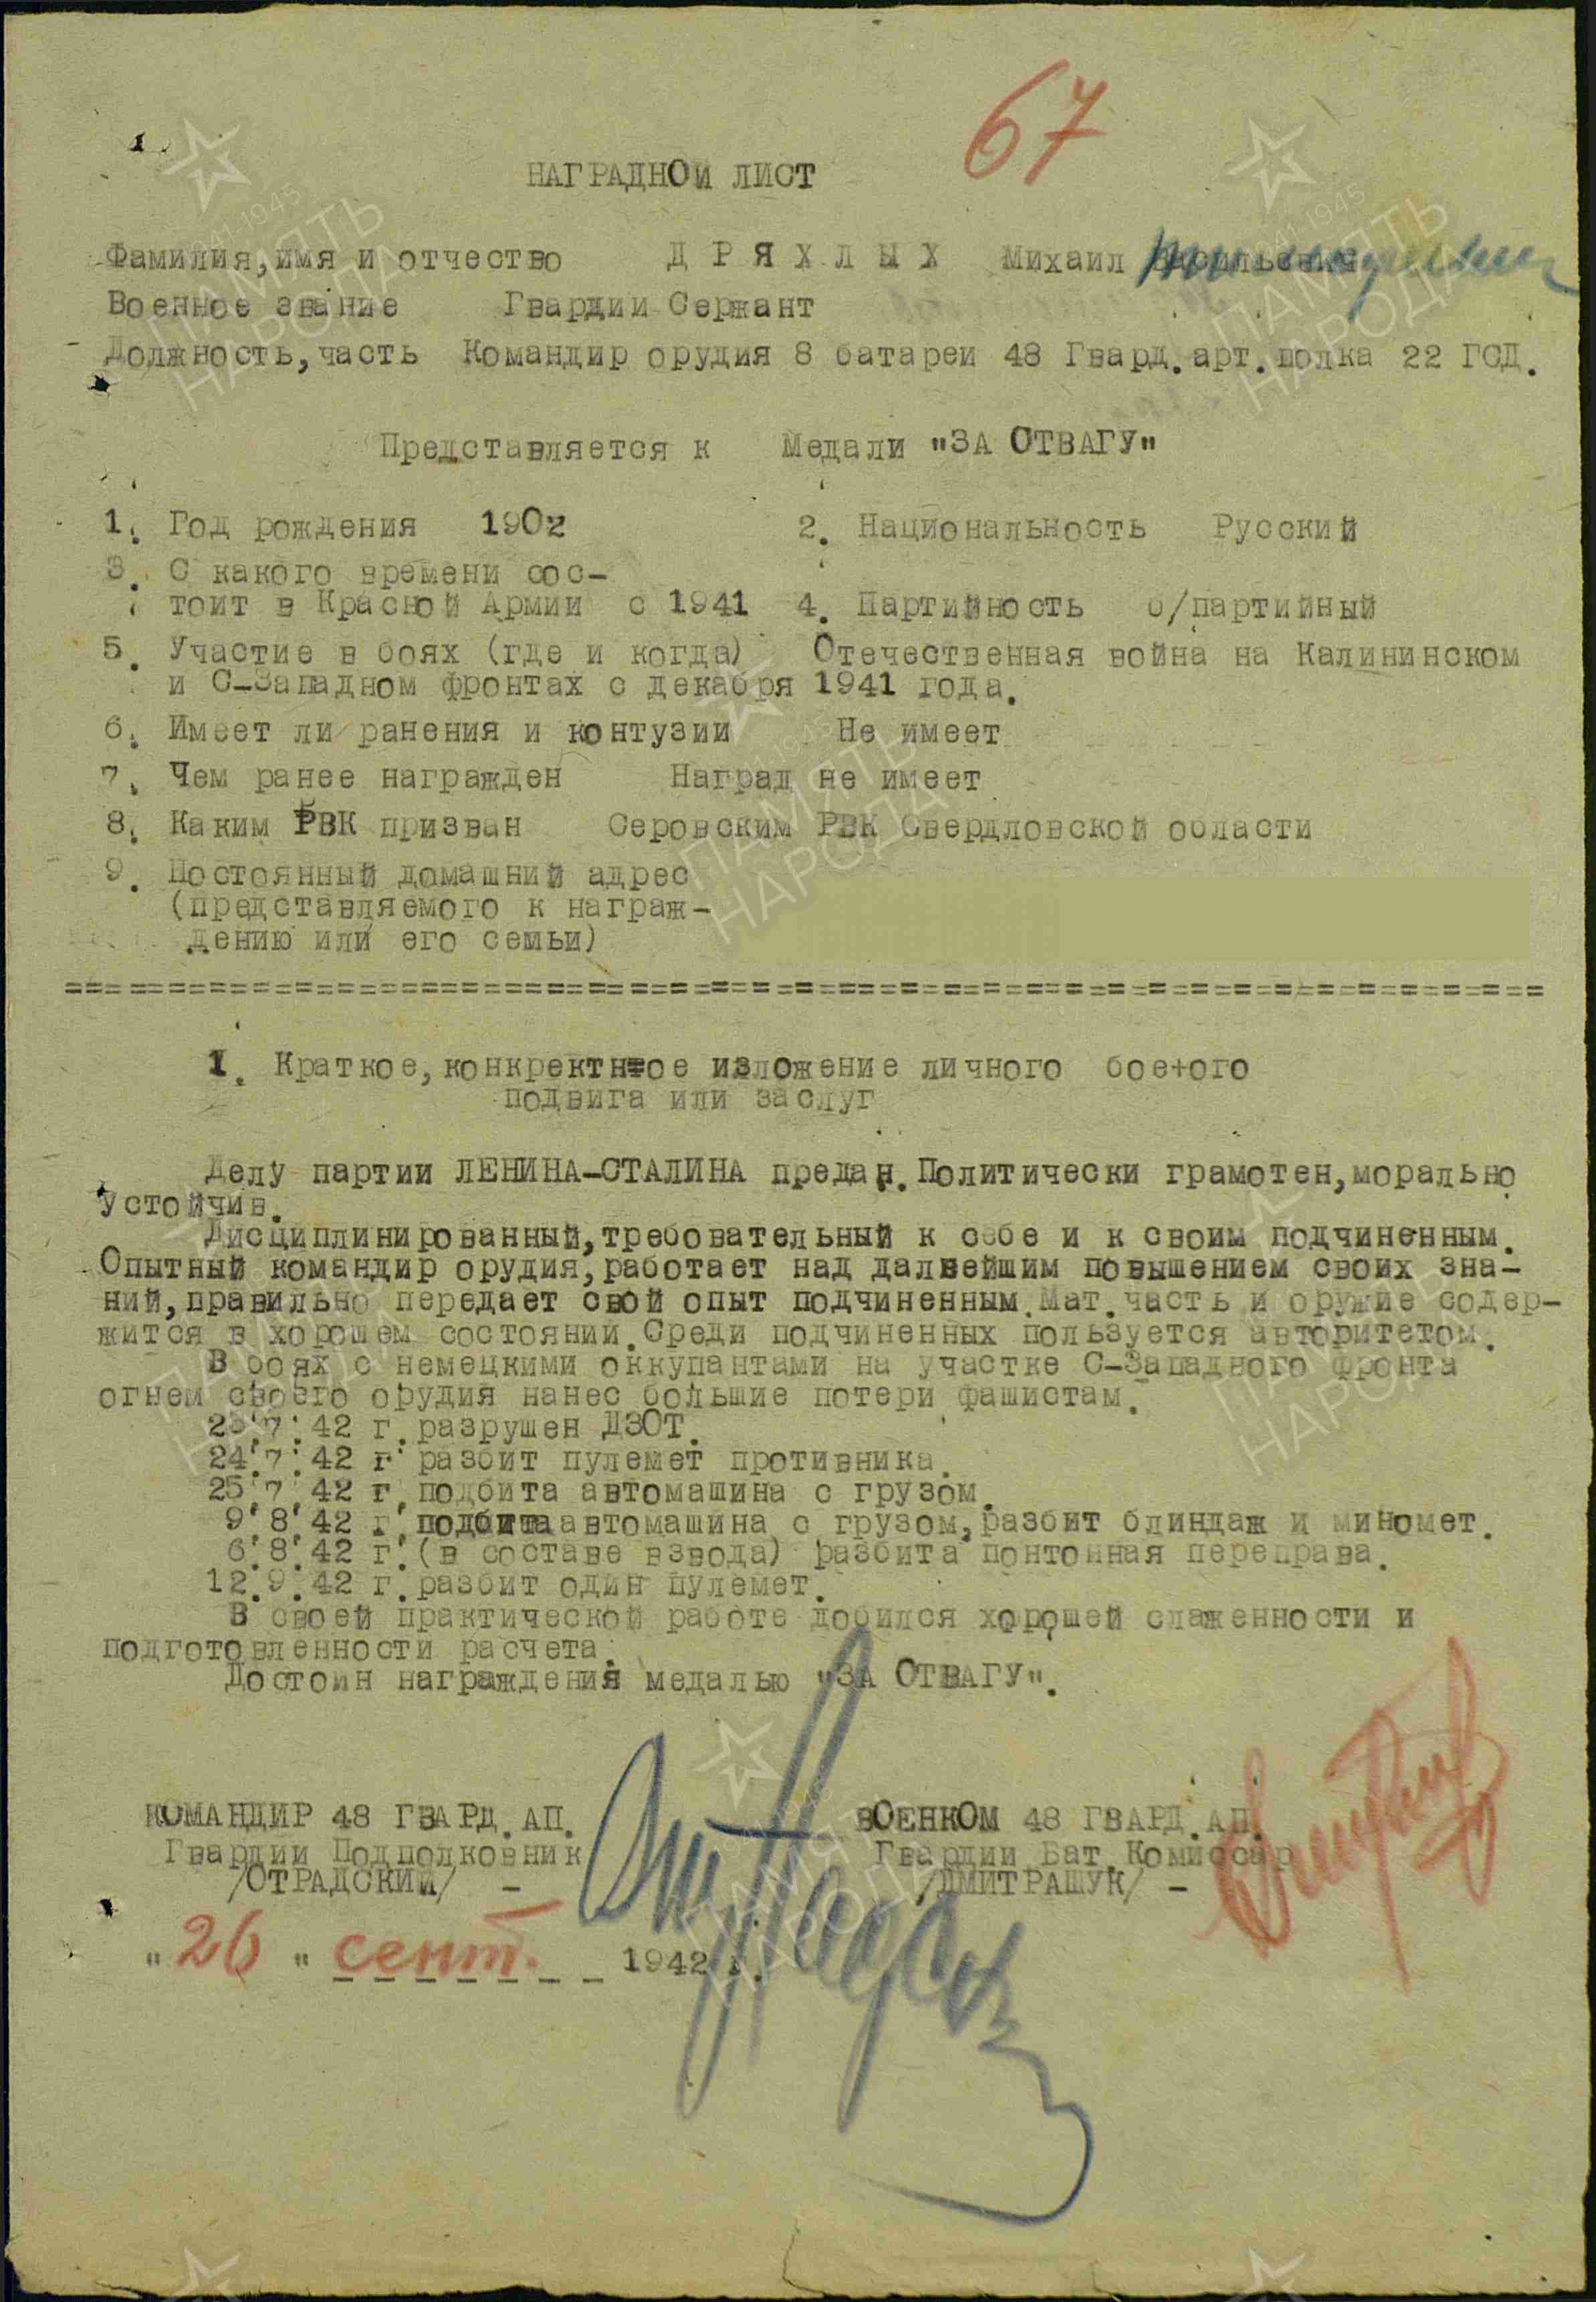 1.
67
НАГРАДНОЙ ЛИСТ
Фамилия,имя и отчество Д Р Я Х Л Ы Х Михаил Васильевич
Военное звание Гвардии Сержант
Должность,часть Командир орудия 8 батареи 48 Гвард.арт.полка 22 ГСД.
Представляется к Медали "ЗА ОТВАГУ"
1. Год рождения 1902 2. Национальность Русский
3. С какого времени сос-
тоит в Красной Армии с 1941 4. Партийность б/партийный
5. Участие в боях (где и когда) Отечественная война на Калининском
и С-Западном фронтах с декабря 1941 года.
6. Имеет ли ранения и контузии Не имеет
7. Чем ранее награжден Наград не имеет
8. Каким РВК призван Серовским РВК Свердловской области
9. Постоянный домашний адрес
(представляемого к награж-
дению или его семьи)
1. Краткое,конкретное изложение личного бое+ого
подвига или заслуг
Делу партии ЛЕНИНА-СТАЛИНА предан. Политически грамотен,морально
устойчив.
Дисциплинированный,требовательный к себе и к своим подчиненным.
Опытный командир орудия,работает над далвейшим повышением своих зна-
ний,правильно передает свой опыт подчиненным.Мат.часть и оружие содер-
жится в хорошем состоянии.Среди подчиненных пользуется авторитетом.
В боях с немецкими оккупантами на участке С-Западного фронта
огнем своего орудия нанес большие потери фашистам.
23.7.42 г.разрушен ДЗОТ.
24.7.42 г разбит пулемет противника.
25.7.42 г.подбита автомашина с грузом.
9.8.42 г.подбита автомашина с грузом,разбит блиндаж и миномет.
6.8.42 г.(в составе взвода) разбита понтонная переправа.
12.9.42 г.разбит один пулемет.
В своей практической работе добился хорошей слаженности и
подготовленности расчета.
Достоин награждения медалью "ЗА ОТВАГУ".
КОМАНДИР 48 ГВАРД.АП. ВОЕНКОМ 48 ГВАРД.АП.
Гвардии Подполковник Гвардии Бат.Комиссар
/ОТРАДСКИЙ/ - /ДМИТРАШУК/ -
"26" сент. 1942 г.
ПАМЯТЬ НАРОДА
1941-1945